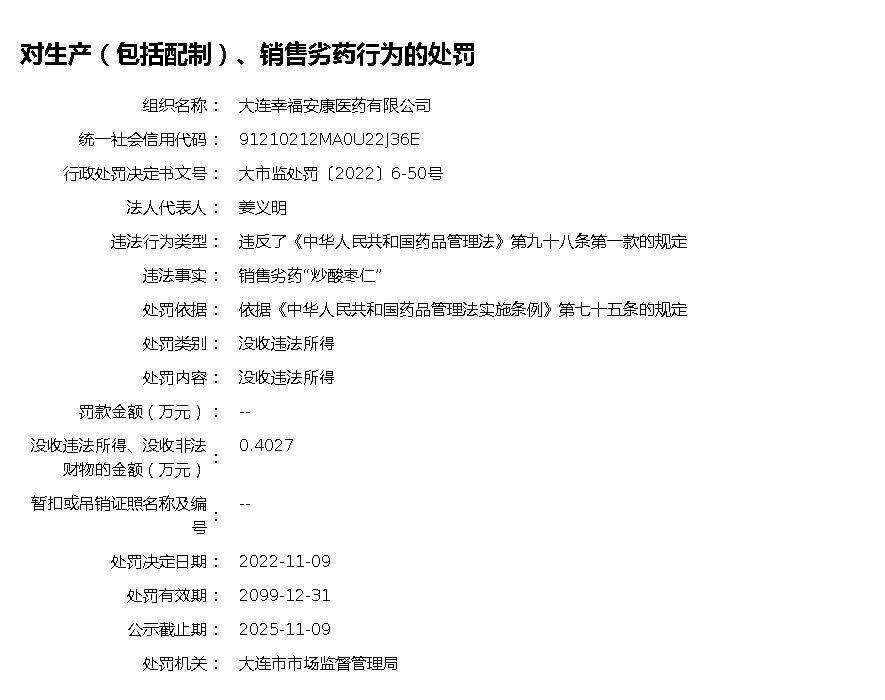 对生产（包括配制）、销售劣药行为的处罚
组织名称： 大连幸福安康医药有限公司
统一社会信用代码： 91210212MA0U22J36E
行政处罚决定书文号： 大市监处罚〔2022〕6-50号
法人代表人： 姜义明
违法行为类型： 违反了《中华人民共和国药品管理法》第九十八条第一款的规定
违法事实： 销售劣药“炒酸枣仁”
处罚依据： 依据《中华人民共和国药品管理法实施条例》第七十五条的规定
处罚类别： 没收违法所得
处罚内容： 没收违法所得
罚款金额（万元）： --
没收违法所得、没收非法
财物的金额（万元）： 0.4027
暂扣或吊销证照名称及编
号： --
处罚决定日期： 2022-11-09
处罚有效期： 2099-12-31
公示截止期： 2025-11-09
处罚机关： 大连市市场监督管理局